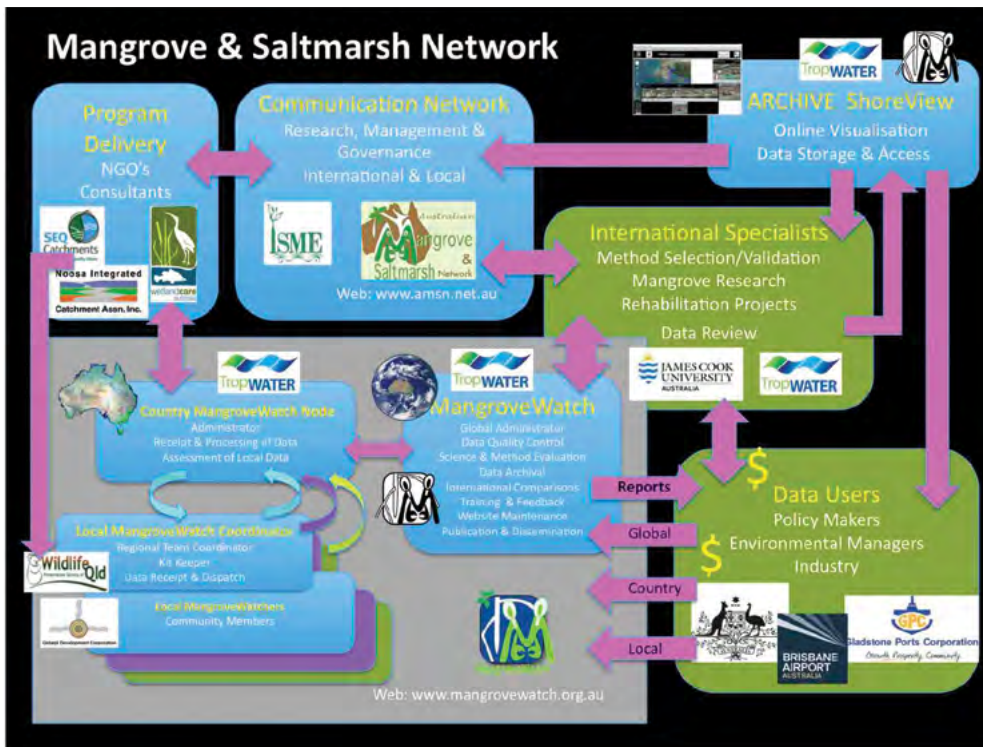 Mangrove & Saltmarsh Network
Program
Delivery
NGO's
Consultants
SEQ
Catchments
Noosa Integrated
Catchment Assn. Inc.
wetlandcare
Communication Network
Research, Management &
Governance
International & Local
ISME
Australian
Mangrove
&
Saltmarsh Network
Web: www.amsn.net.au
TropWATER
ARCHIVE ShoreView
Online Visualisation
Data Storage & Access
International Specialists
Method Selection/Validation
Mangrove Research
Rehabilitation Projects
Data Review
JAMES COOK
UNIVERSITY
AUSTRALIA
TropWATER
TropWATER
Country MangroveWatch Node
Administrator
Receipt & Processing of Data
Assessment of Local Data
TropWATER
MangroveWatch
Global Administrator
Data Quality Control
Science & Method Evaluation
Data Archival
International Comparisons
Training & Feedback
Website Maintenance
Publication & Dissemination
Local MangroveWatch Coordinator
Regional Team Coordinator
Kit Keeper
Data Receipt & Dispatch
Wildlife
Qld
Local MangroveWatchers
Community Members
Reports
Global
Country
Local
$
$
Data Users
Policy Makers
Environmental Managers
Industry
BRISBANE
AIRPORT
AUSTRALIA
GPC
Gladstone Ports Corporation
Growth, Prosperity, Community.
Web: www.mangrovewatch.org.au